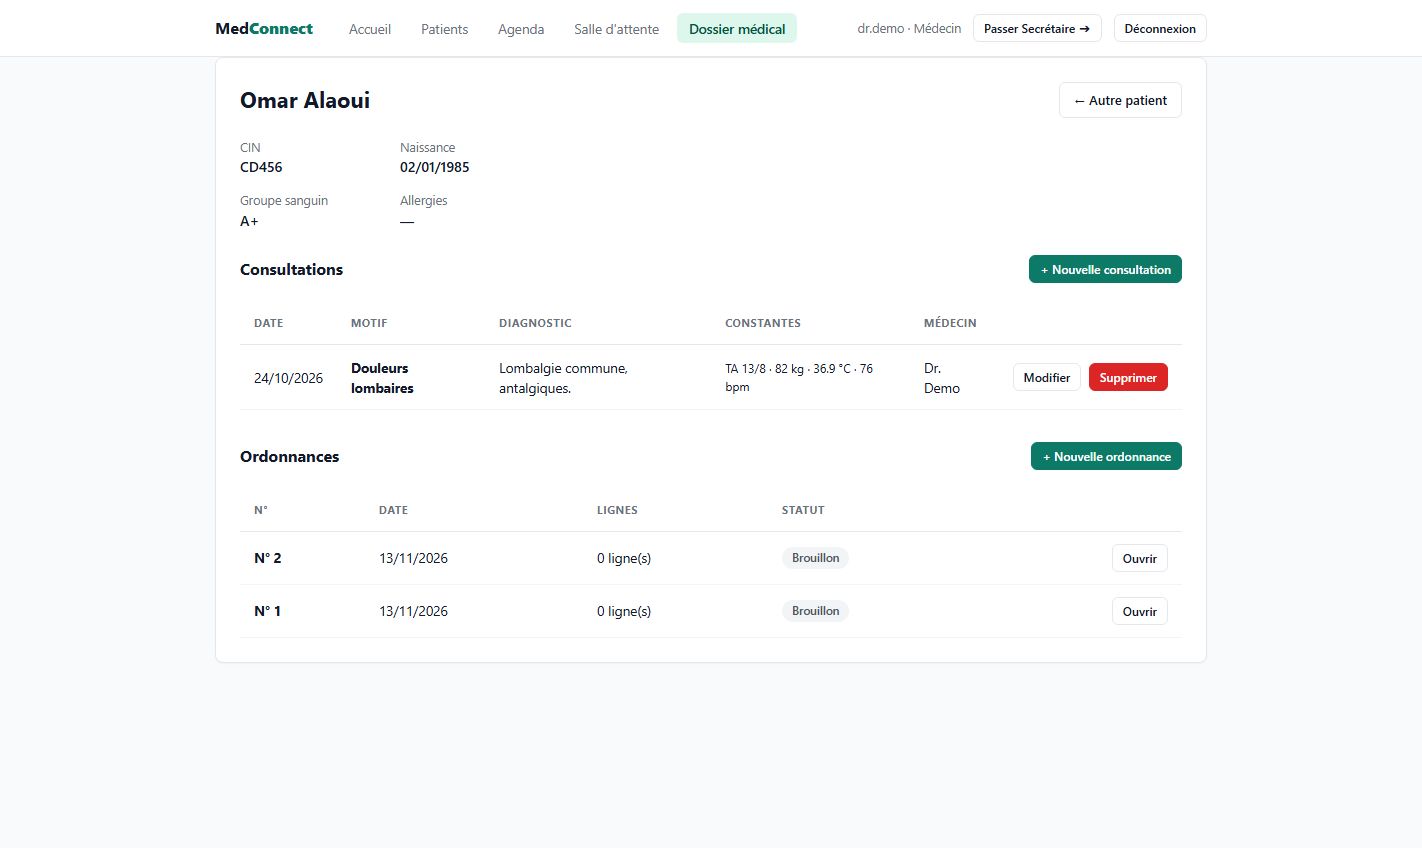 MedConnect Accueil Patients Agenda Salle d'attente Dossier médical dr.demo · Médecin Passer Secrétaire → Déconnexion
Omar Alaoui ← Autre patient
CIN Naissance
CD456 02/01/1985
Groupe sanguin Allergies
A+ —
Consultations + Nouvelle consultation
DATE MOTIF DIAGNOSTIC CONSTANTES MÉDECIN
24/10/2026 Douleurs lombaires Lombalgie commune, antalgiques. TA 13/8 · 82 kg · 36.9 °C · 76 bpm Dr. Demo Modifier Supprimer
Ordonnances + Nouvelle ordonnance
N° DATE LIGNES STATUT
N° 2 13/11/2026 0 ligne(s) Brouillon Ouvrir
N° 1 13/11/2026 0 ligne(s) Brouillon Ouvrir